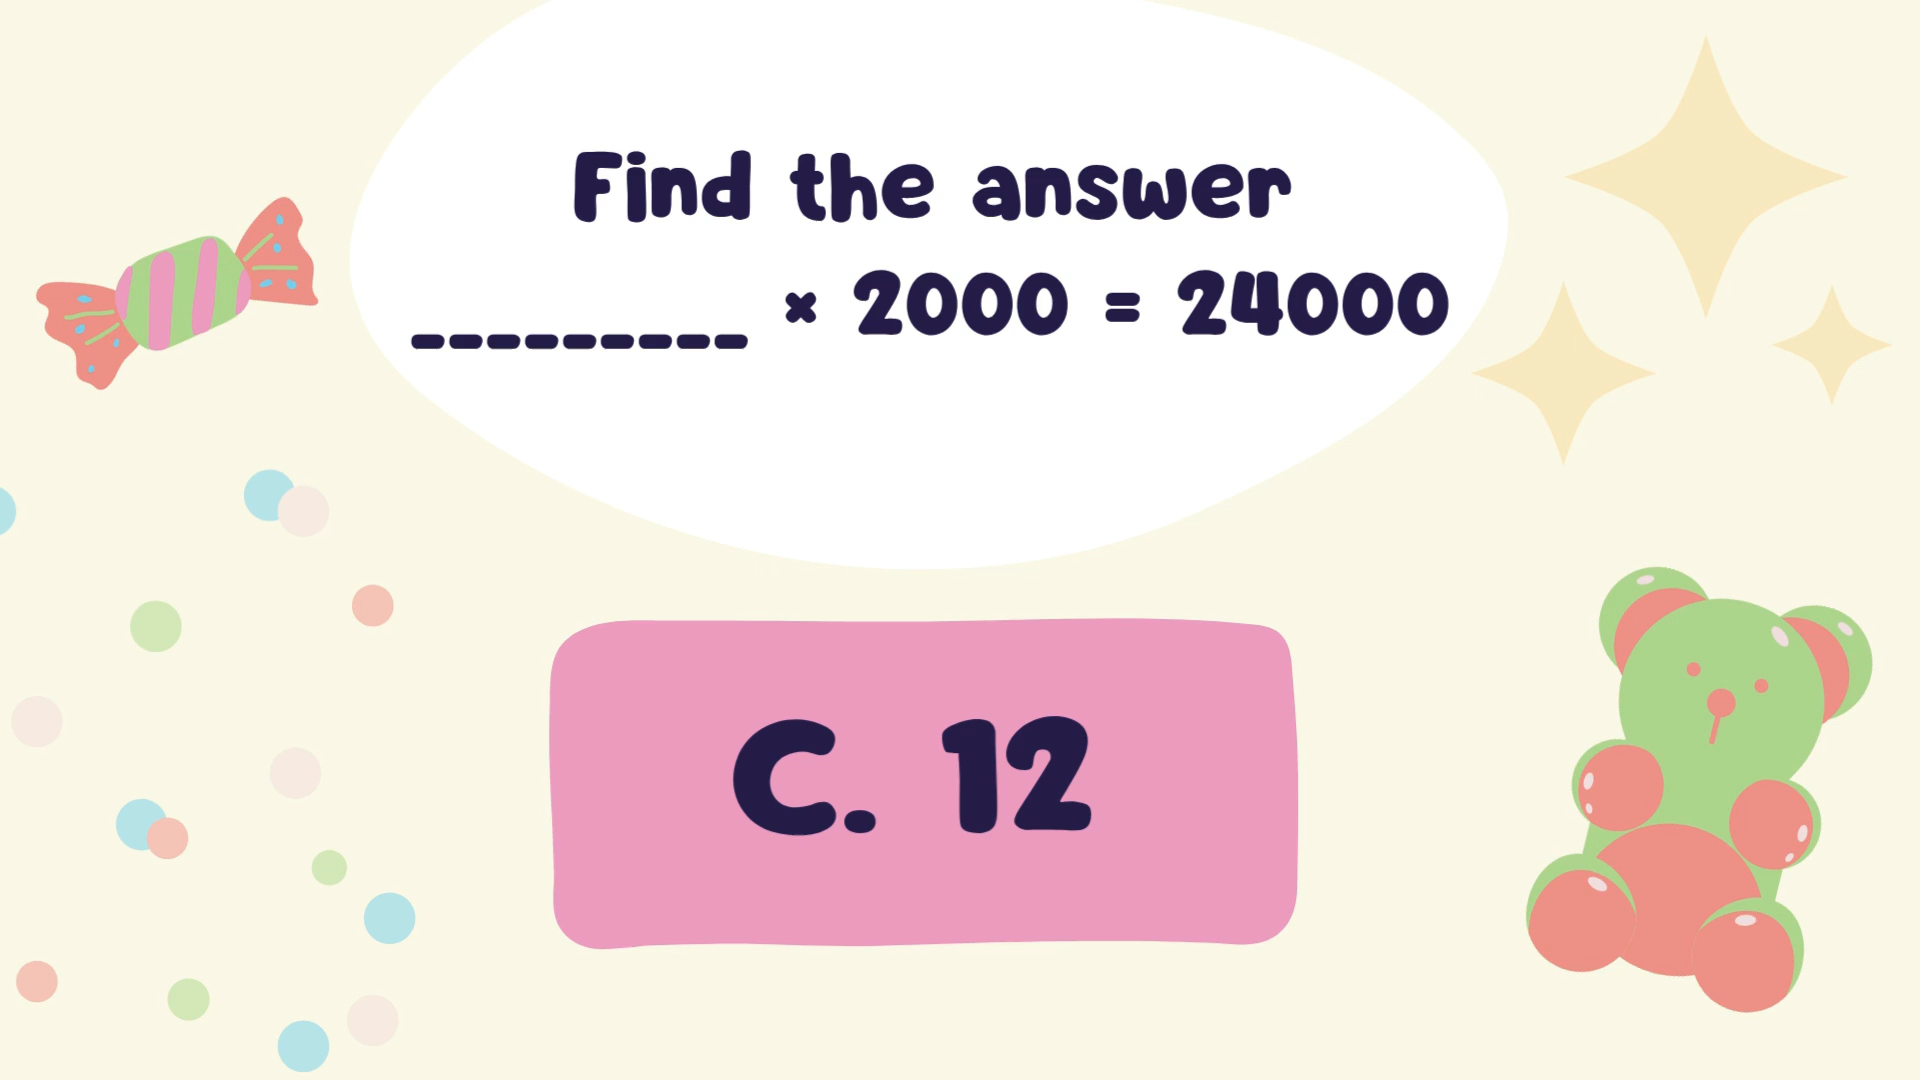 Find the answer
_________ × 2000 = 24000
C. 12